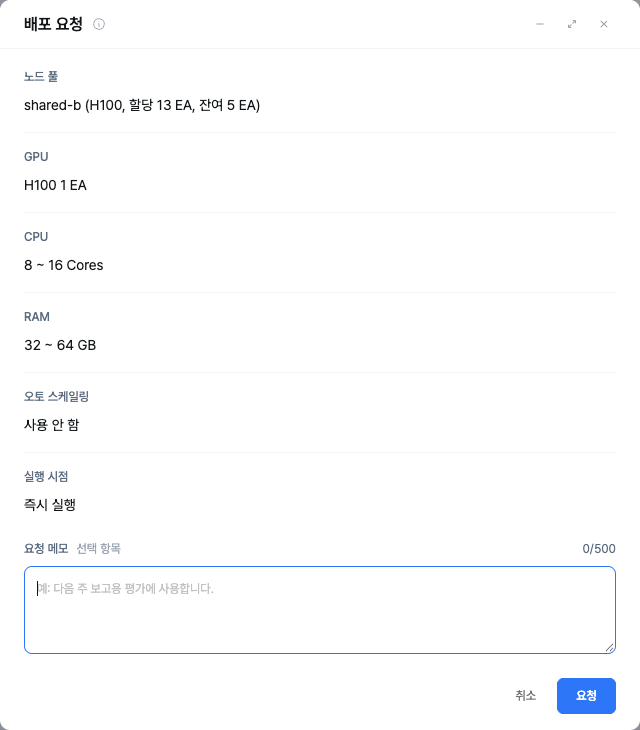 배포 요청
노드 풀
shared-b (H100, 할당 13 EA, 잔여 5 EA)
GPU
H100 1 EA
CPU
8 ~ 16 Cores
RAM
32 ~ 64 GB
오토 스케일링
사용 안 함
실행 시점
즉시 실행
요청 메모 선택 항목 0/500
예: 다음 주 보고용 평가에 사용합니다.
취소 요청